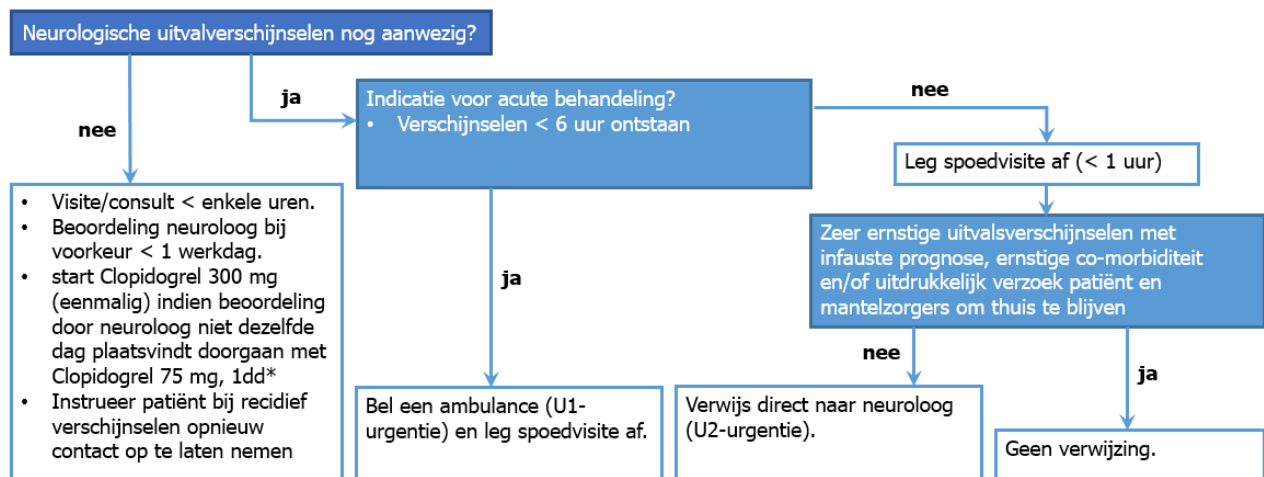 Neurologische uitvalverschijnselen nog aanwezig?
ja
nee
Indicatie voor acute behandeling?
• Verschijnselen < 6 uur ontstaan
nee
Leg spoedvisite af (< 1 uur)
• Visite/consult < enkele uren.
• Beoordeling neuroloog bij
voorkeur < 1 werkdag.
• start Clopidogrel 300 mg
(eenmalig) indien beoordeling
door neuroloog niet dezelfde
dag plaatsvindt doorgaan met
Clopidogrel 75 mg, 1dd*
• Instrueer patiënt bij recidief
verschijnselen opnieuw
contact op te laten nemen
ja
Zeer ernstige uitvalsverschijnselen met
infauste prognose, ernstige co-morbiditeit
en/of uitdrukkelijk verzoek patiënt en
mantelzorgers om thuis te blijven
nee
ja
Bel een ambulance (U1-
urgentie) en leg spoedvisite af.
Verwijs direct naar neuroloog
(U2-urgentie).
Geen verwijzing.